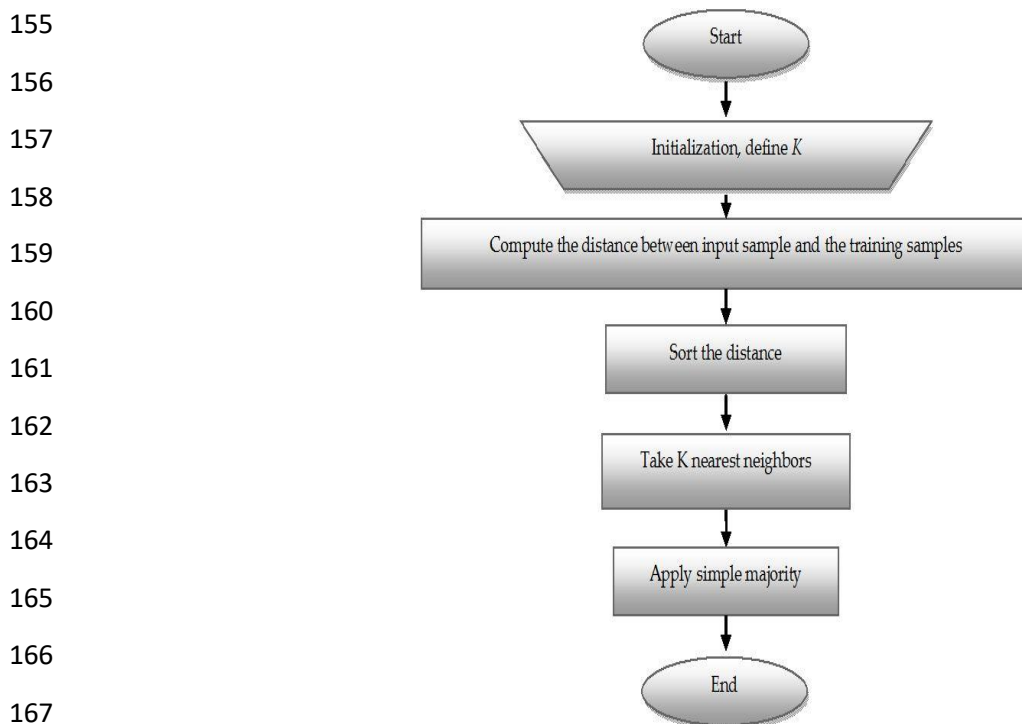 155
Start
156
157
Initialization, define K
158
159
Compute the distance between input sample and the training samples
160
161
Sort the distance
162
163
Take K nearest neighbors
164
165
Apply simple majority
166
End
167